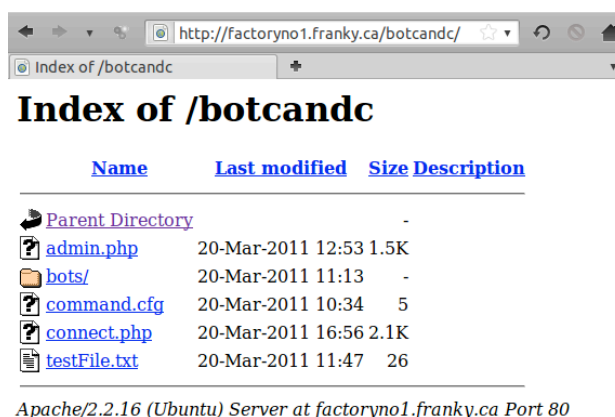 http://factoryno1.franky.ca/botcandc/
Index of /botcandc
Index of /botcandc
Name Last modified Size Description
Parent Directory -
admin.php 20-Mar-2011 12:53 1.5K
bots/ 20-Mar-2011 11:13 -
command.cfg 20-Mar-2011 10:34 5
connect.php 20-Mar-2011 16:56 2.1K
testFile.txt 20-Mar-2011 11:47 26
Apache/2.2.16 (Ubuntu) Server at factoryno1.franky.ca Port 80